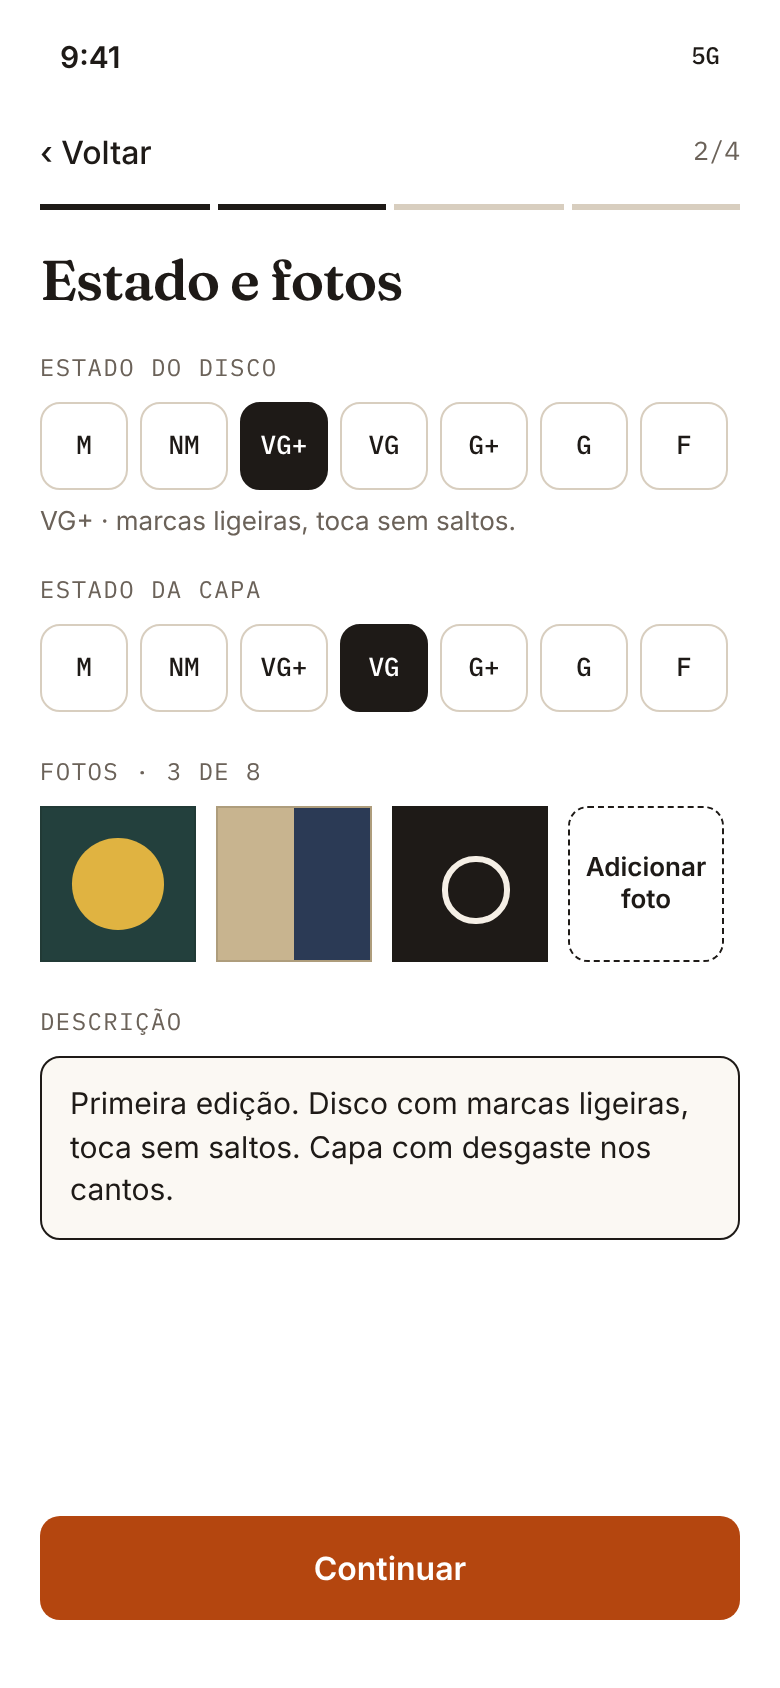 9:41
5G
‹ Voltar
2/4
Estado e fotos
ESTADO DO DISCO
M NM VG+ VG G+ G F
VG+ · marcas ligeiras, toca sem saltos.
ESTADO DA CAPA
M NM VG+ VG G+ G F
FOTOS · 3 DE 8
Adicionar
foto
DESCRIÇÃO
Primeira edição. Disco com marcas ligeiras,
toca sem saltos. Capa com desgaste nos
cantos.
Continuar